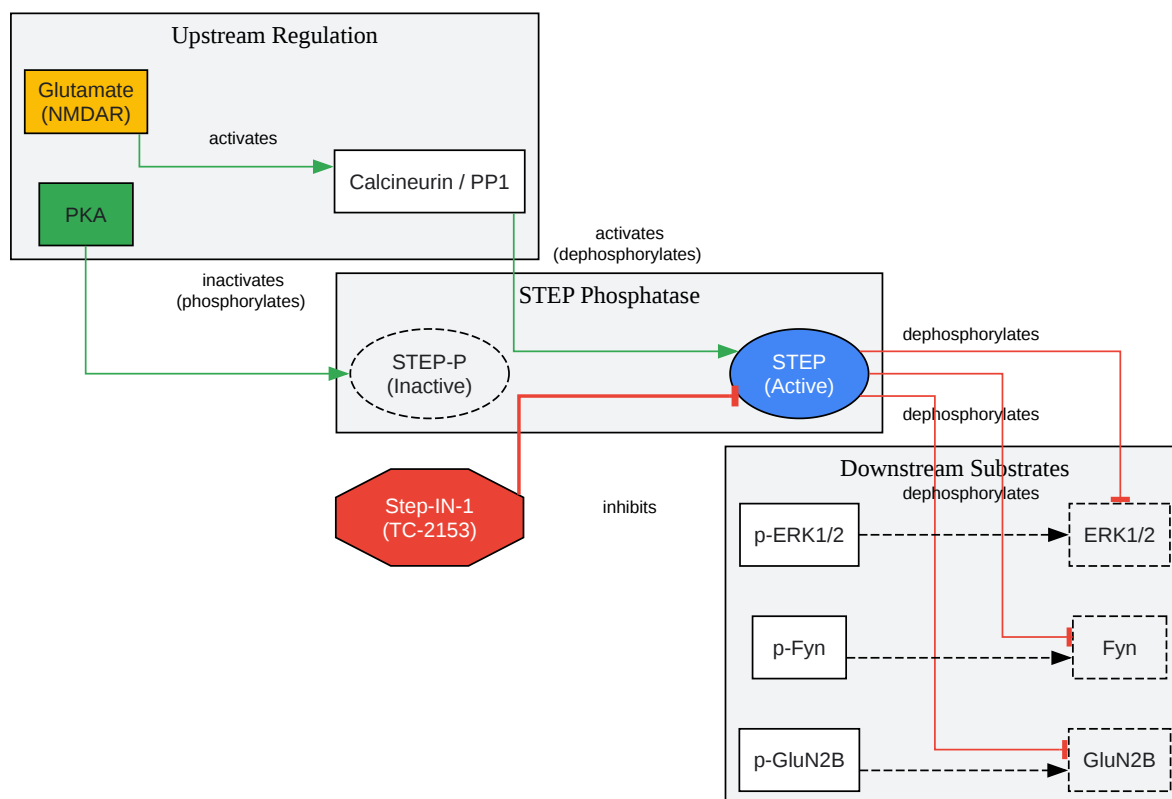 Upstream Regulation
Glutamate
(NMDAR)
activates
Calcineurin / PP1
PKA
activates
(dephosphorylates)
inactivates
(phosphorylates)
STEP Phosphatase
STEP-P
(Inactive)
STEP
(Active)
dephosphorylates
dephosphorylates
Downstream Substrates
dephosphorylates
Step-IN-1
(TC-2153)
inhibits
p-ERK1/2
ERK1/2
p-Fyn
Fyn
p-GluN2B
GluN2B